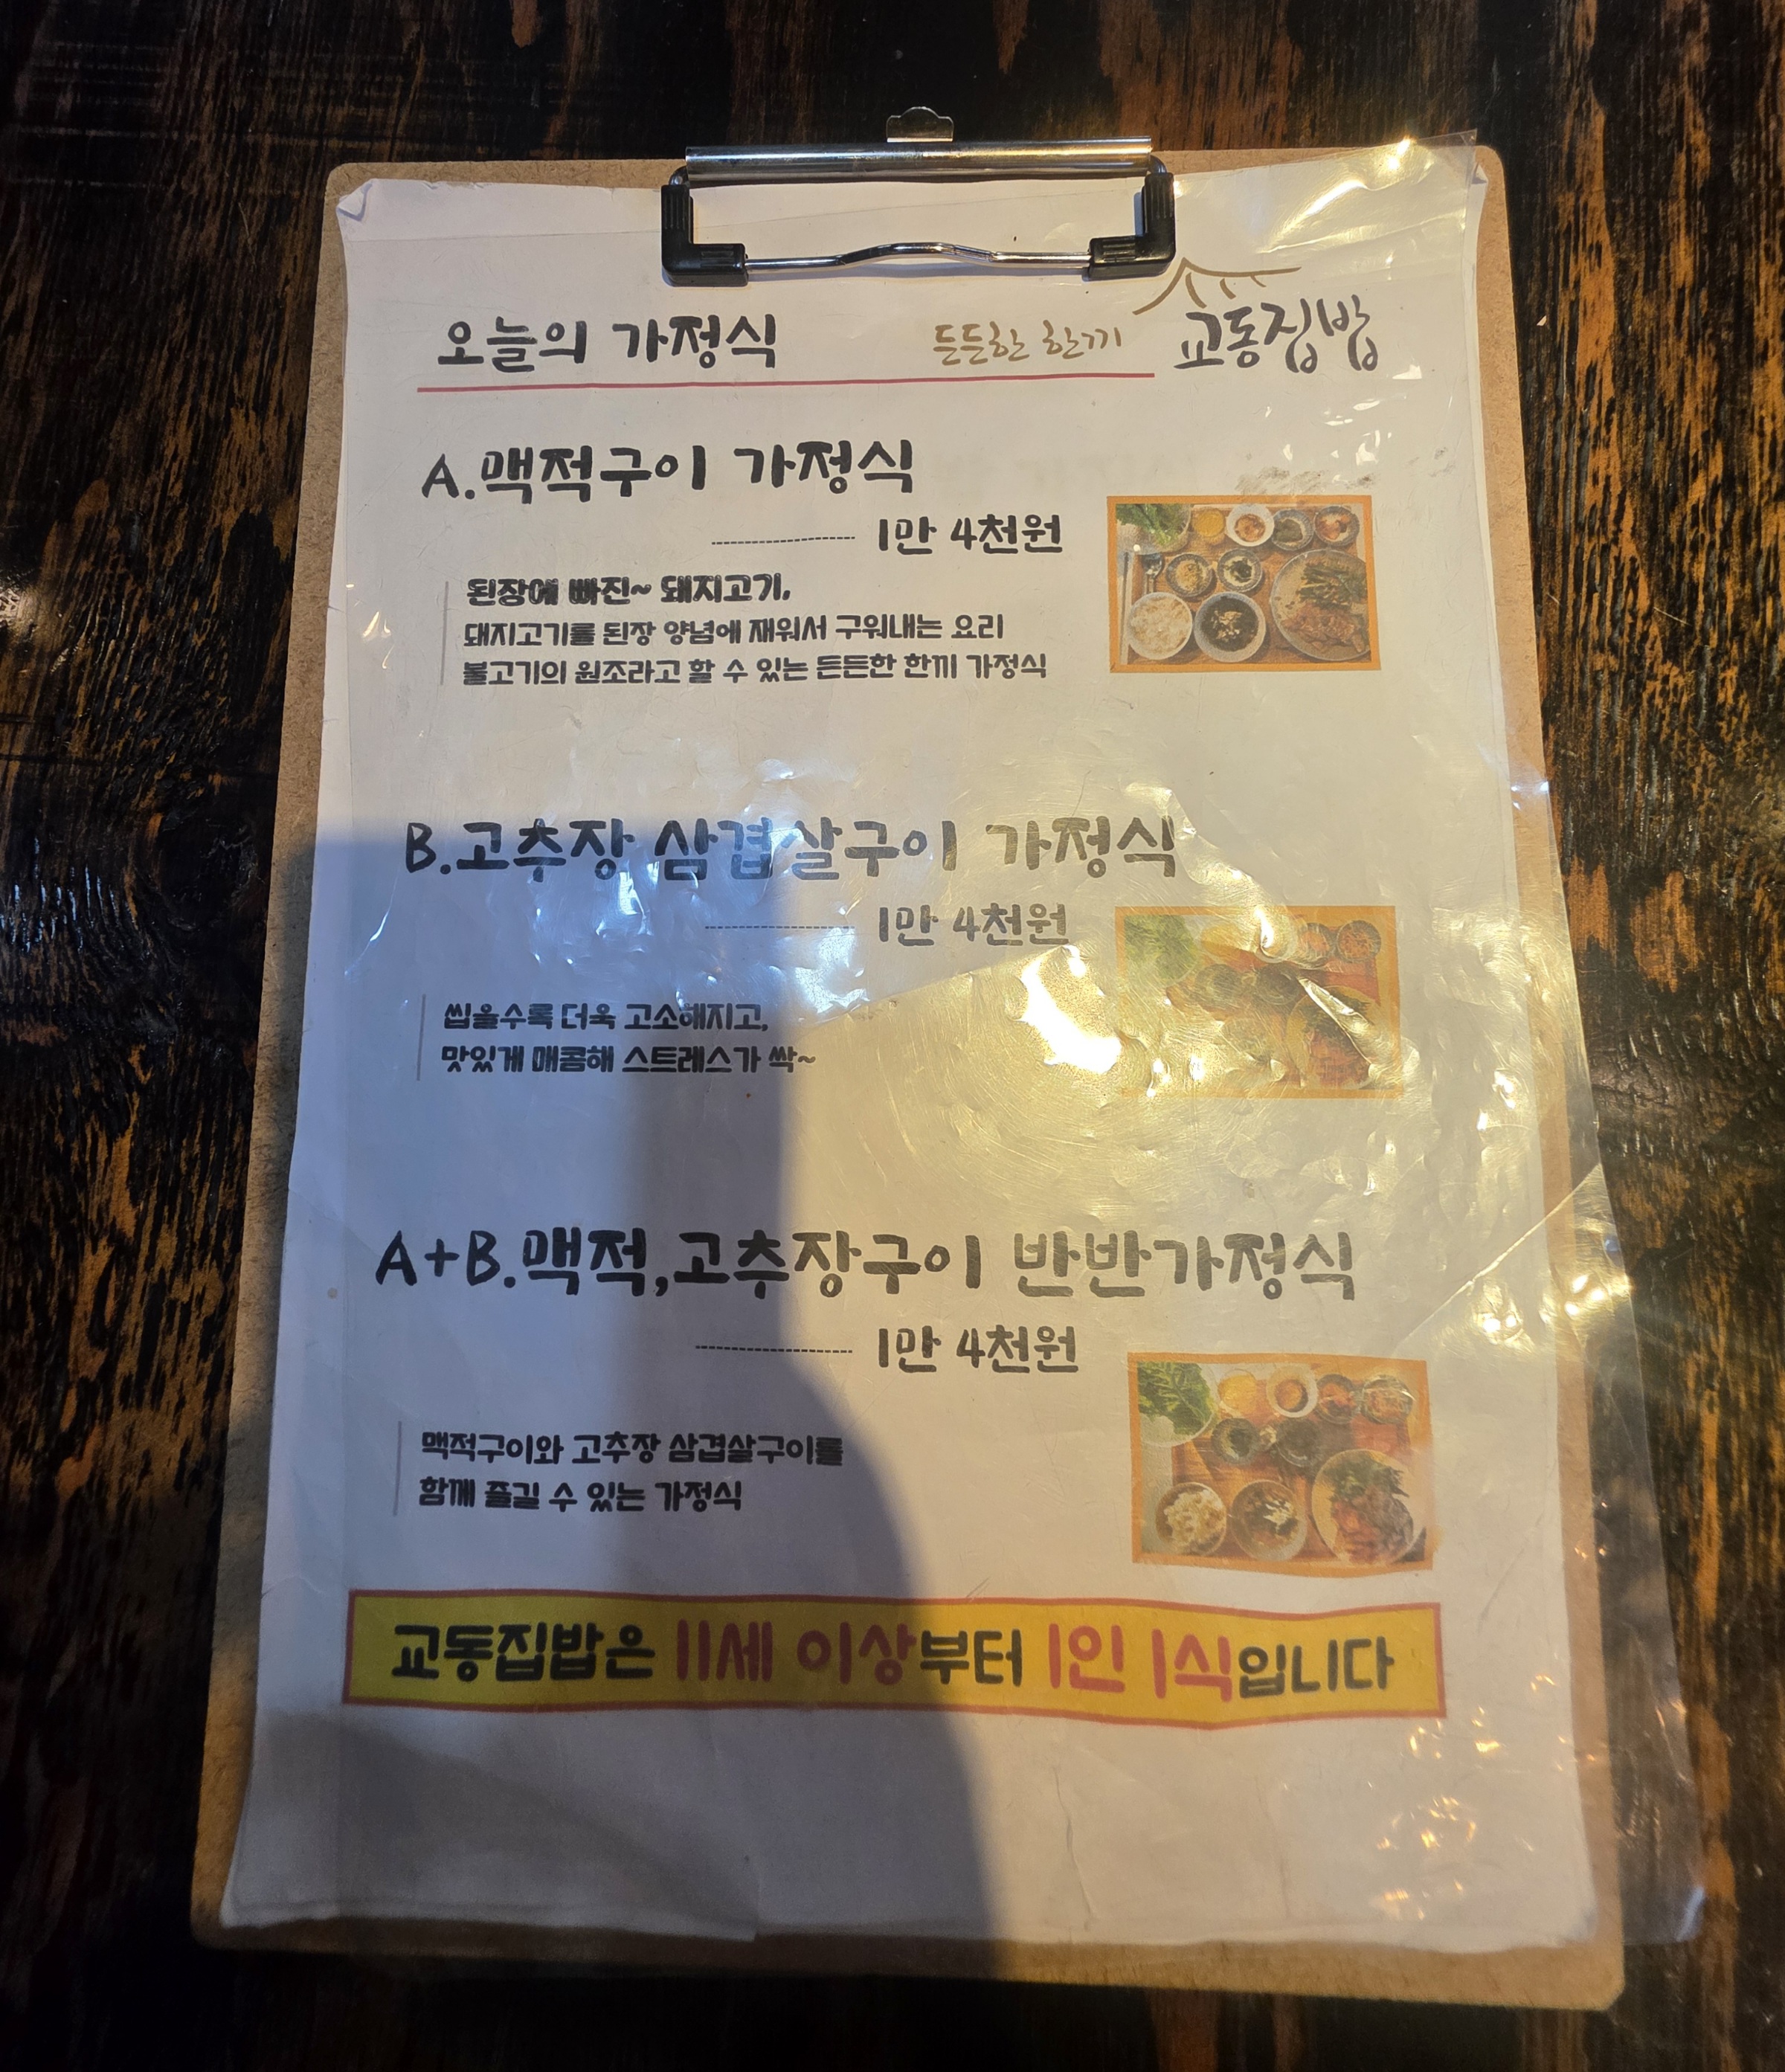 오늘의 가정식
든든한 한끼 교동집밥
A.맥적구이 가정식
1만 4천원
된장에 빠진~ 돼지고기,
돼지고기를 된장 양념에 재워서 구워내는 요리
불고기의 원조라고 할 수 있는 든든한 한끼 가정식
B.고추장 삼겹살구이 가정식
1만 4천원
씹을수록 더욱 고소해지고,
맛있게 매콤해 스트레스가 싹~
A+B.맥적,고추장구이 반반가정식
1만 4천원
맥적구이와 고추장 삼겹살구이를
함께 즐길 수 있는 가정식
교동집밥은 11세 이상부터 1인 1식입니다